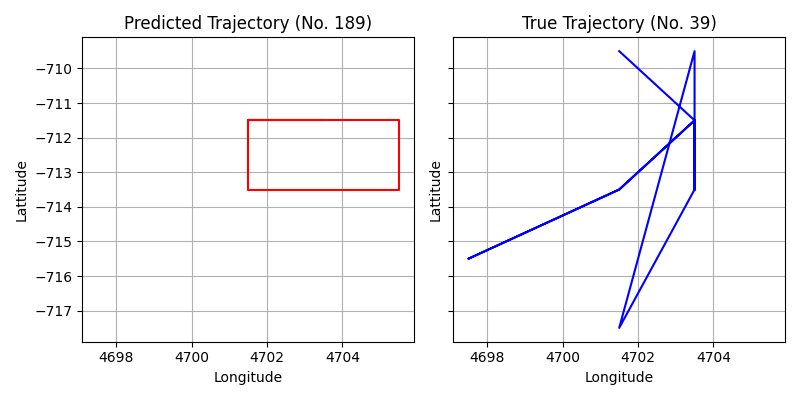 Predicted Trajectory (No. 189)
True Trajectory (No. 39)
−710
−711
−712
−713
−714
−715
−716
−717
Lattitude
Lattitude
4698 4700 4702 4704
4698 4700 4702 4704
Longitude
Longitude